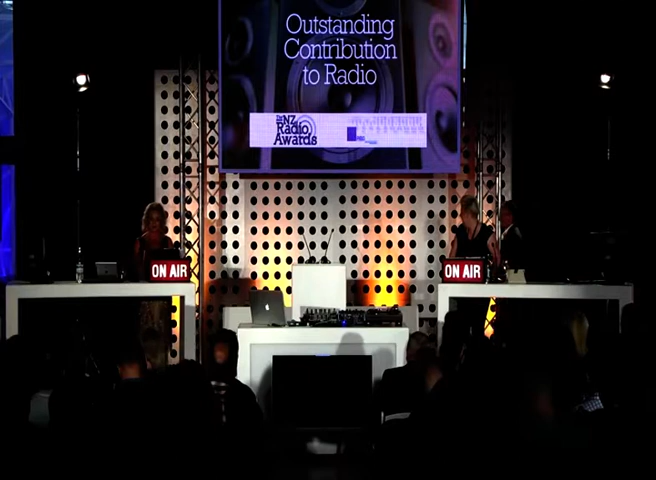 Outstanding
Contribution
to Radio
The
NZ
Radio
Awards
ON AIR
ON AIR